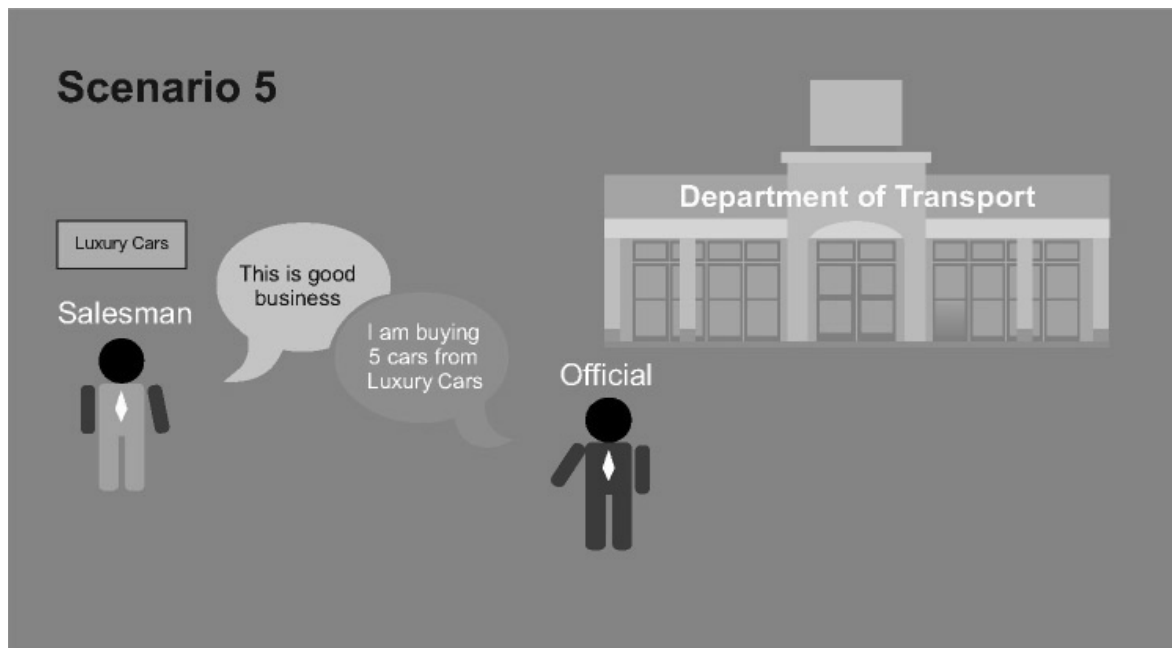 Scenario 5
Department of Transport
Luxury Cars
This is good
business
Salesman
I am buying
5 cars from
Luxury Cars
Official